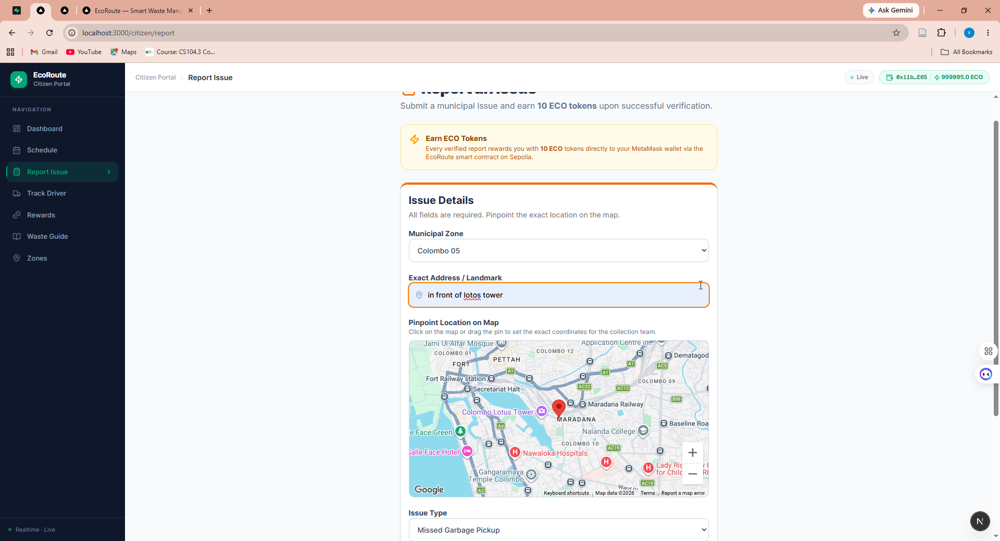 EcoRoute — Smart Waste Mana
Ask Gemini
localhost:3000/citizen/report
Gmail
YouTube
Maps
Course: CS104.3 Co...
All Bookmarks
EcoRoute
Citizen Portal
NAVIGATION
Dashboard
Schedule
Report Issue
Track Driver
Rewards
Waste Guide
Zones
Realtime · Live
Citizen Portal
Report Issue
Live
0x11b…E65
999995.0 ECO
Report an Issue
Submit a municipal issue and earn 10 ECO tokens upon successful verification.
Earn ECO Tokens
Every verified report rewards you with 10 ECO tokens directly to your MetaMask wallet via the
EcoRoute smart contract on Sepolia.
Issue Details
All fields are required. Pinpoint the exact location on the map.
Municipal Zone
Colombo 05
Exact Address / Landmark
in front of lotos tower
Pinpoint Location on Map
Click on the map or drag the pin to set the exact coordinates for the collection team.
Jami Ul-Alfar Mosque
Application Centre in...
COLOMBO 01
COLOMBO 12
Dematagod
PETTAH
FORT
A1
A1
A1
AC5
Fort Railway station
COLOMBO 09
Secretariat Halt
AC22
AC13
B96
Maradana Railway
Colombo Lotus Tower
MARADANA
A4
Baseline Roa
e Face Green
Nalanda College
COLOMBO 10
AC19
Galle Face Hotel
Nawaloka Hospitals
Gangaramaya
Temple Colombo
AC19
A2
Google
Keyboard shortcuts
Map data ©2026
Terms
Report a map error
Issue Type
Missed Garbage Pickup
V
N